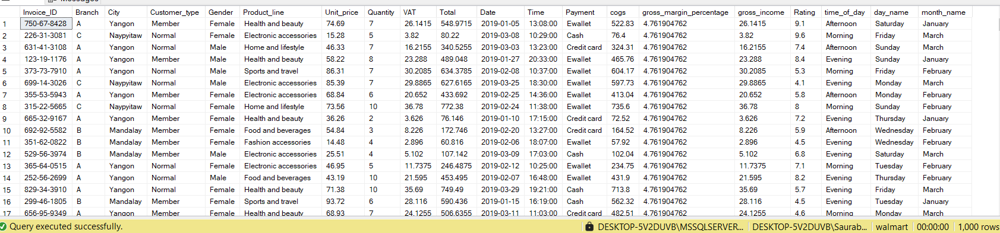 Messages
Invoice_ID Branch City Customer_type Gender Product_line Unit_price Quantity VAT Total Date Time Payment cogs gross_margin_percentage gross_income Rating time_of_day day_name month_name
1 750-67-8428 A Yangon Member Female Health and beauty 74.69 7 26.1415 548.9715 2019-01-05 13:08:00 Ewallet 522.83 4.761904762 26.1415 9.1 Afternoon Saturday January
2 226-31-3081 C Naypyitaw Normal Female Electronic accessories 15.28 5 3.82 80.22 2019-03-08 10:29:00 Cash 76.4 4.761904762 3.82 9.6 Morning Friday March
3 631-41-3108 A Yangon Normal Male Home and lifestyle 46.33 7 16.2155 340.5255 2019-03-03 13:23:00 Credit card 324.31 4.761904762 16.2155 7.4 Afternoon Sunday March
4 123-19-1176 A Yangon Member Male Health and beauty 58.22 8 23.288 489.048 2019-01-27 20:33:00 Ewallet 465.76 4.761904762 23.288 8.4 Evening Sunday January
5 373-73-7910 A Yangon Normal Male Sports and travel 86.31 7 30.2085 634.3785 2019-02-08 10:37:00 Ewallet 604.17 4.761904762 30.2085 5.3 Morning Friday February
6 699-14-3026 C Naypyitaw Normal Male Electronic accessories 85.39 7 29.8865 627.6165 2019-03-25 18:30:00 Ewallet 597.73 4.761904762 29.8865 4.1 Evening Monday March
7 355-53-5943 A Yangon Member Female Electronic accessories 68.84 6 20.652 433.692 2019-02-25 14:36:00 Ewallet 413.04 4.761904762 20.652 5.8 Afternoon Monday February
8 315-22-5665 C Naypyitaw Normal Female Home and lifestyle 73.56 10 36.78 772.38 2019-02-24 11:38:00 Ewallet 735.6 4.761904762 36.78 8 Morning Sunday February
9 665-32-9167 A Yangon Member Female Health and beauty 36.26 2 3.626 76.146 2019-01-10 17:15:00 Credit card 72.52 4.761904762 3.626 7.2 Evening Thursday January
10 692-92-5582 B Mandalay Member Female Food and beverages 54.84 3 8.226 172.746 2019-02-20 13:27:00 Credit card 164.52 4.761904762 8.226 5.9 Afternoon Wednesday February
11 351-62-0822 B Mandalay Member Female Fashion accessories 14.48 4 2.896 60.816 2019-02-06 18:07:00 Ewallet 57.92 4.761904762 2.896 4.5 Evening Wednesday February
12 529-56-3974 B Mandalay Member Male Electronic accessories 25.51 4 5.102 107.142 2019-03-09 17:03:00 Cash 102.04 4.761904762 5.102 6.8 Evening Saturday March
13 365-64-0515 A Yangon Normal Female Electronic accessories 46.95 5 11.7375 246.4875 2019-02-12 10:25:00 Ewallet 234.75 4.761904762 11.7375 7.1 Morning Tuesday February
14 252-56-2699 A Yangon Normal Male Food and beverages 43.19 10 21.595 453.495 2019-02-07 16:48:00 Ewallet 431.9 4.761904762 21.595 8.2 Evening Thursday February
15 829-34-3910 A Yangon Normal Female Health and beauty 71.38 10 35.69 749.49 2019-03-29 19:21:00 Cash 713.8 4.761904762 35.69 5.7 Evening Friday March
16 299-46-1805 B Mandalay Member Female Sports and travel 93.72 6 28.116 590.436 2019-01-15 16:19:00 Cash 562.32 4.761904762 28.116 4.5 Evening Tuesday January
17 656-95-9349 A Yangon Member Female Health and beauty 68.93 7 24.1255 506.6355 2019-03-11 11:03:00 Credit card 482.51 4.761904762 24.1255 4.6 Morning Monday March
Query executed successfully. DESKTOP-5V2DUVB\MSSQLSERVER... DESKTOP-5V2DUVB\Saurab... walmart 00:00:00 1,000 rows